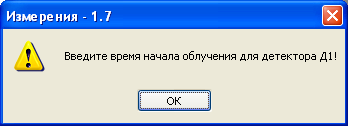 Измерения - 1.7
Введите время начала облучения для детектора Д1!
OK